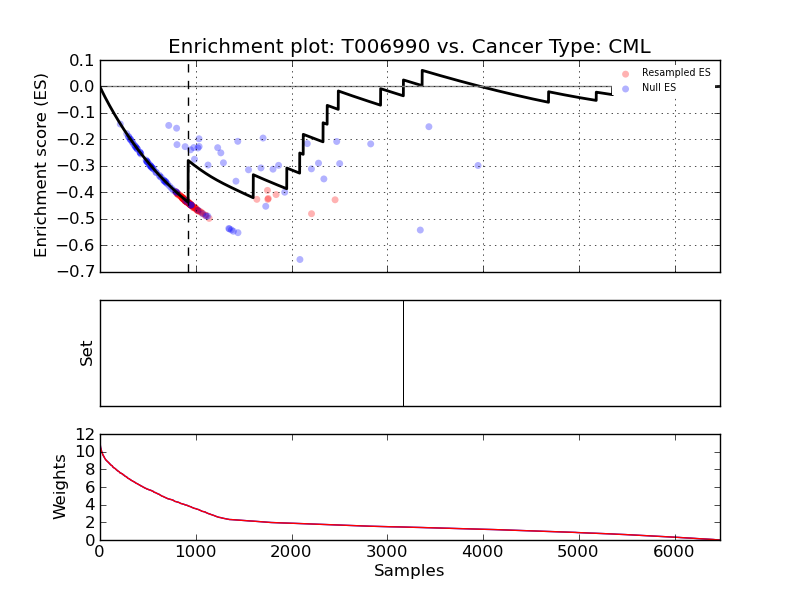 Enrichment plot: T006990 vs. Cancer Type: CML
Enrichment score (ES)
0.1
0.0
−0.1
−0.2
−0.3
−0.4
−0.5
−0.6
−0.7
Resampled ES
Null ES
Set
Weights
12
10
8
6
4
2
0
0 1000 2000 3000 4000 5000 6000
Samples